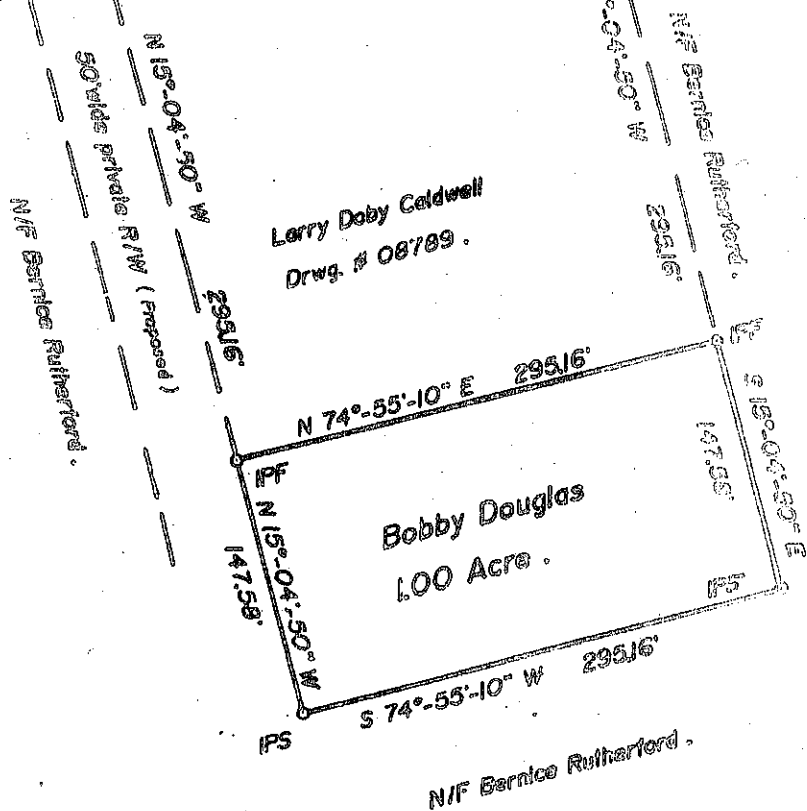 N 15°-04'-50" W
295.16'
50' wide private R/W ( Proposed )
N/F Bernice Rutherford .
Larry Doby Caldwell
Drwg. # 08789 .
-04'-50" W
295.16'
N/F Bernice Rutherford .
N 74°-55'-10" E 295.16'
IPF
IPF
N 15°-04'-50" W
147.58'
Bobby Douglas
1.00 Acre .
S 15°-04'-50" E
147.58'
IPS
S 74°-55'-10" W 295.16'
IPS
N/F Bernice Rutherford .